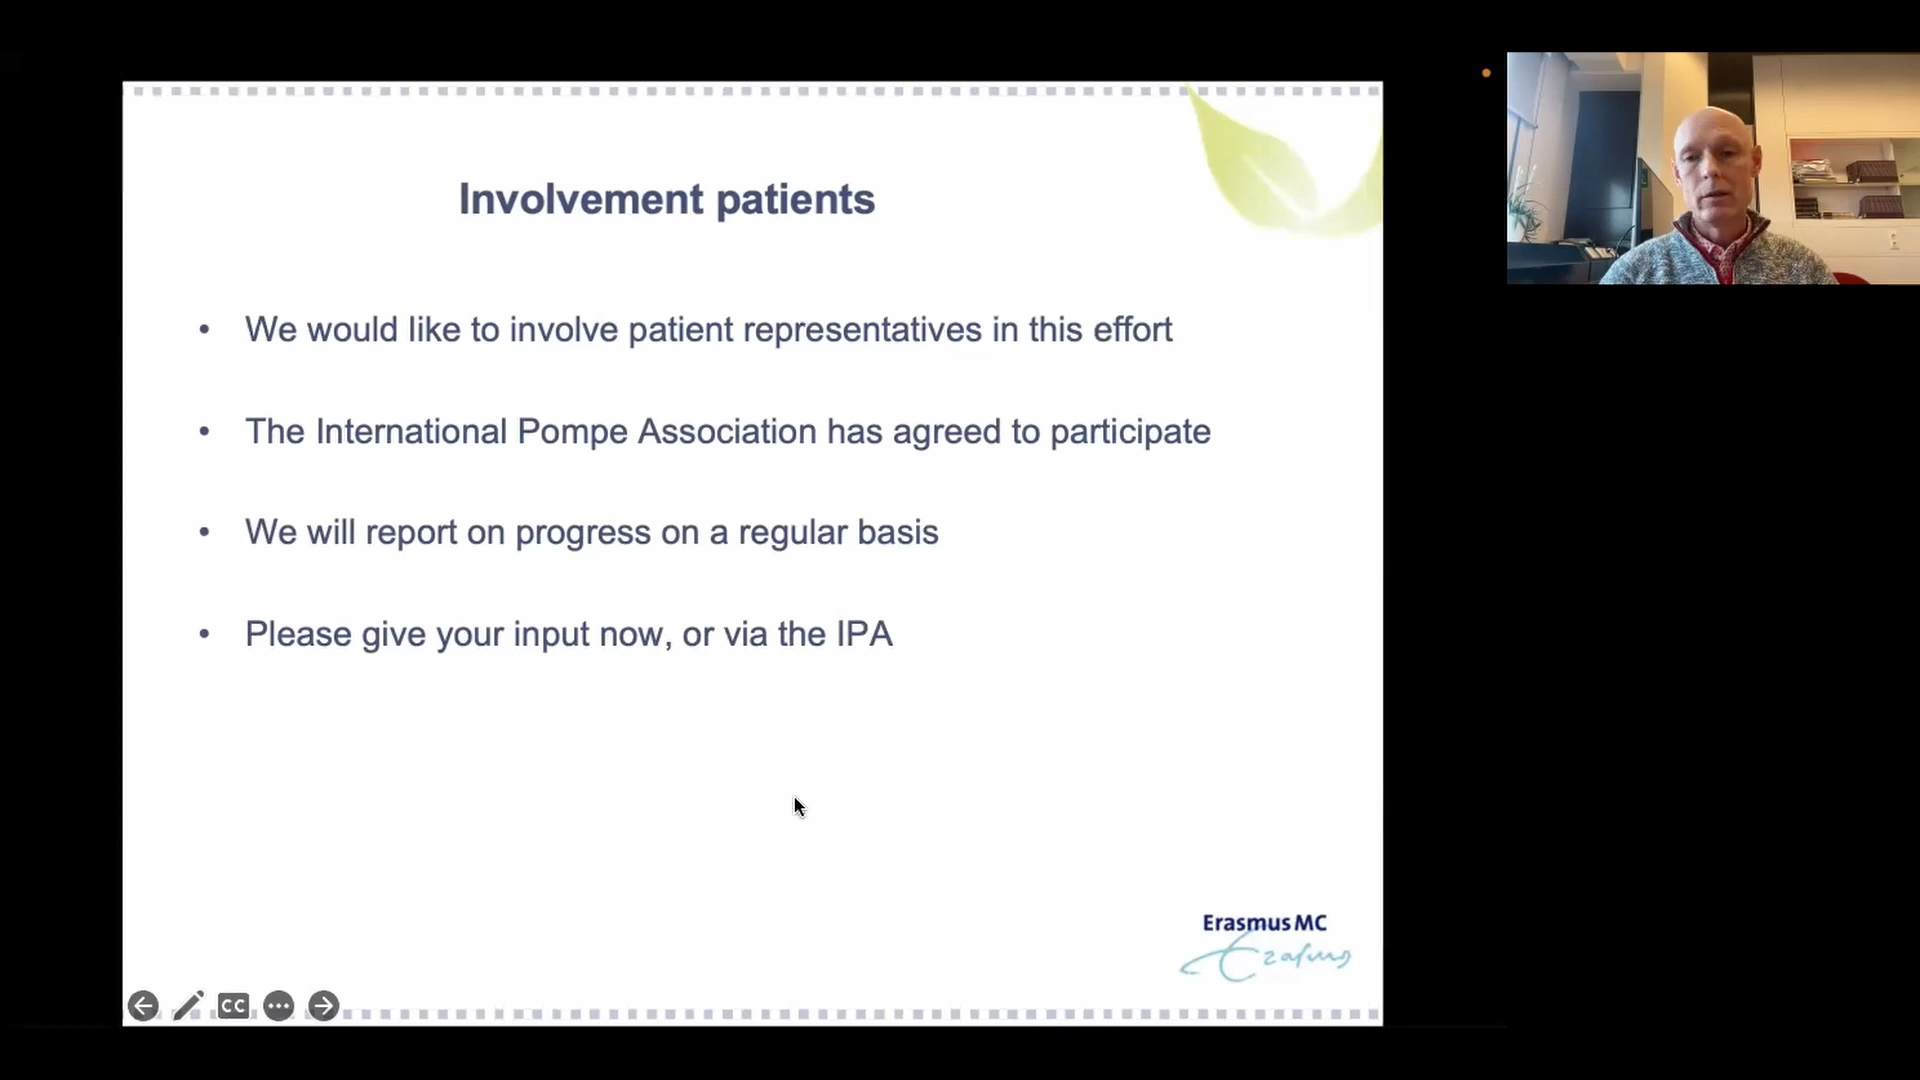 Involvement patients
• We would like to involve patient representatives in this effort
• The International Pompe Association has agreed to participate
• We will report on progress on a regular basis
• Please give your input now, or via the IPA
Erasmus MC
Erasmus
CC